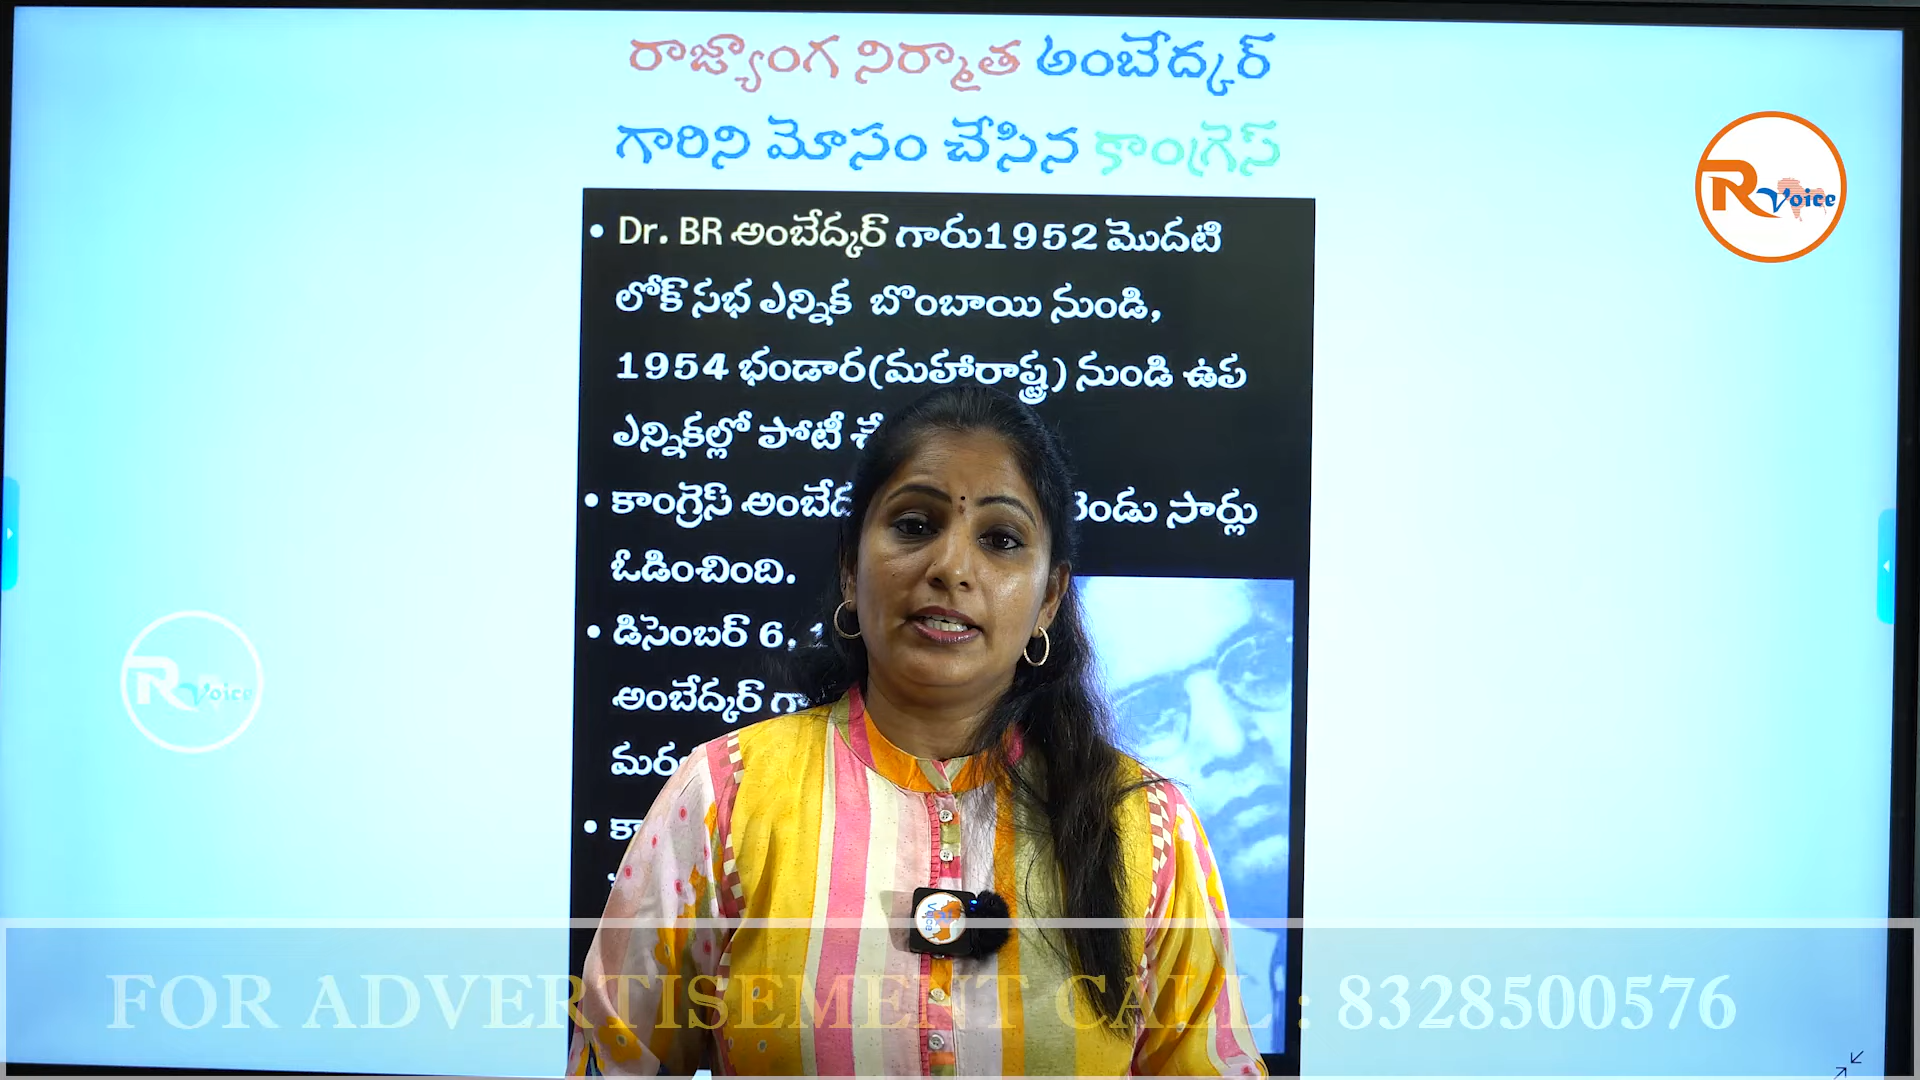 రాజ్యాంగ నిర్మాత అంబేద్కర్
గారిని మోసం చేసిన కాంగ్రెస్
• Dr. BR అంబేద్కర్ గారు1952 మొదటి
లోక్ సభ ఎన్నిక బొంబాయి నుండి,
1954 భండార(మహారాష్ట్ర) నుండి ఉప
ఎన్నికల్లో పోటీ
• కాంగ్రెస్ సార్లు
ఓడించింది.
• డిసెంబర్ 6,
అంబేద్కర్
R Voice
R Voice
FOR ADVERTISEMENT CALL : 8328500576